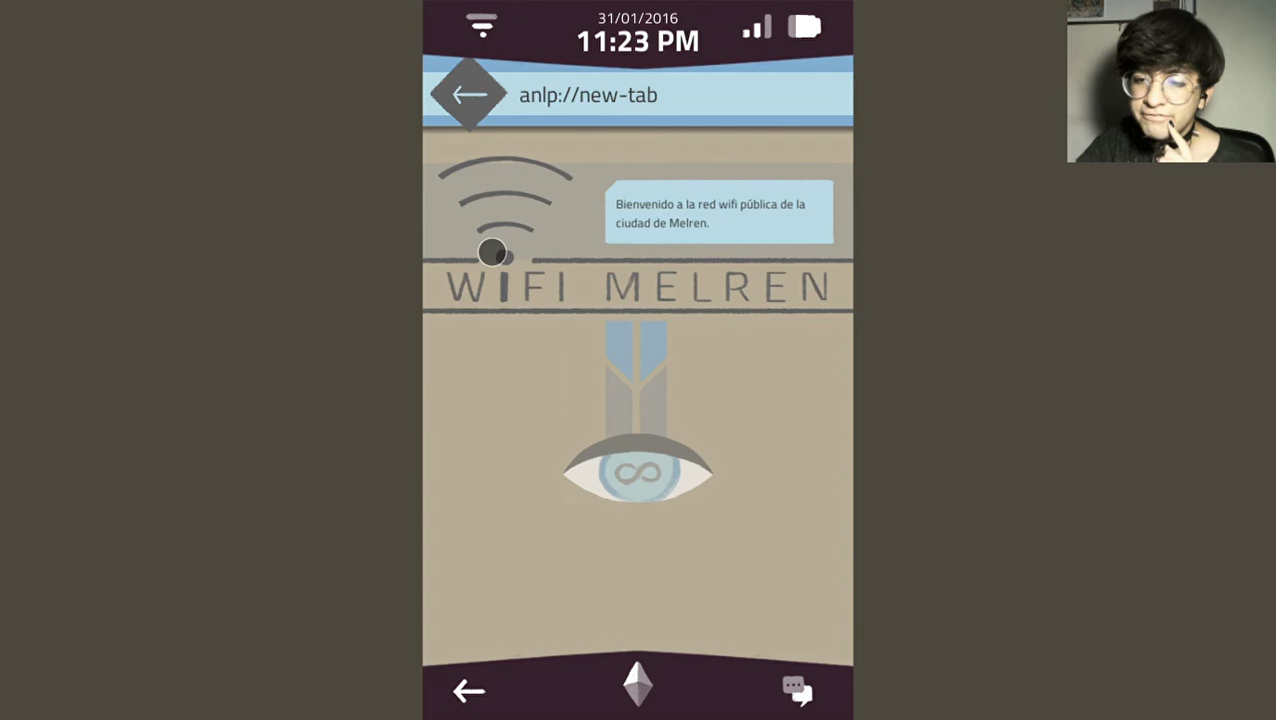 31/01/2016
11:23 PM
anlp://new-tab
Bienvenido a la red wifi pública de la
ciudad de Melren.
WIFI MELREN